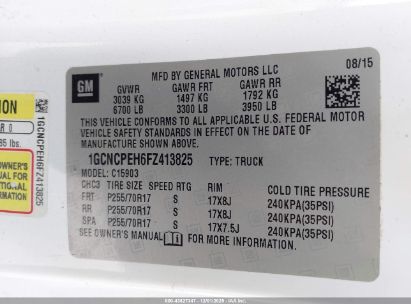 GM
MFD BY GENERAL MOTORS LLC
08/15
GVWR GAWR FRT GAWR RR
3039 KG 1497 KG 1792 KG
6700 LB 3300 LB 3950 LB
THIS VEHICLE CONFORMS TO ALL APPLICABLE U.S. FEDERAL MOTOR
VEHICLE SAFETY STANDARDS IN EFFECT ON THE DATE OF
MANUFACTURE SHOWN ABOVE.
1GCNCPEH6FZ413825 TYPE: TRUCK
MODEL: C15903
CHC3 TIRE SIZE SPEED RTG RIM COLD TIRE PRESSURE
FRT P255/70R17 S 17X8J 240KPA(35PSI)
RR P255/70R17 S 17X8J 240KPA(35PSI)
SPA P255/70R17 S 17X7.5J 240KPA(35PSI)
SEE OWNER'S MANUAL
1GCNCPEH6FZ413825
OWNER'S